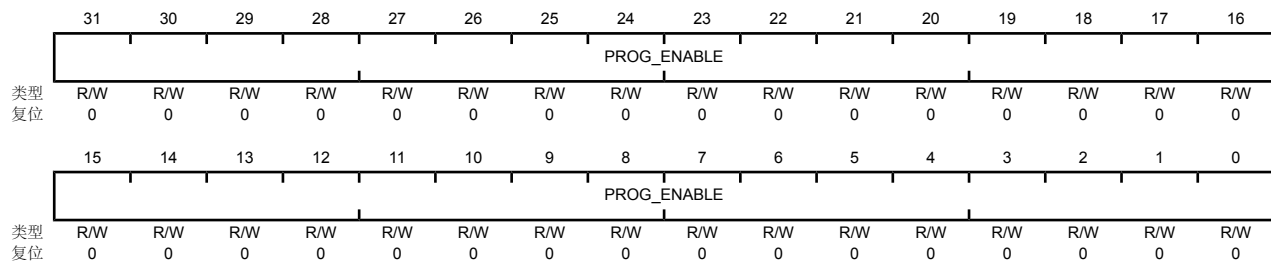 31 30 29 28 27 26 25 24 23 22 21 20 19 18 17 16
PROG_ENABLE
类型 R/W R/W R/W R/W R/W R/W R/W R/W R/W R/W R/W R/W R/W R/W R/W R/W
复位 0 0 0 0 0 0 0 0 0 0 0 0 0 0 0 0
15 14 13 12 11 10 9 8 7 6 5 4 3 2 1 0
PROG_ENABLE
类型 R/W R/W R/W R/W R/W R/W R/W R/W R/W R/W R/W R/W R/W R/W R/W R/W
复位 0 0 0 0 0 0 0 0 0 0 0 0 0 0 0 0